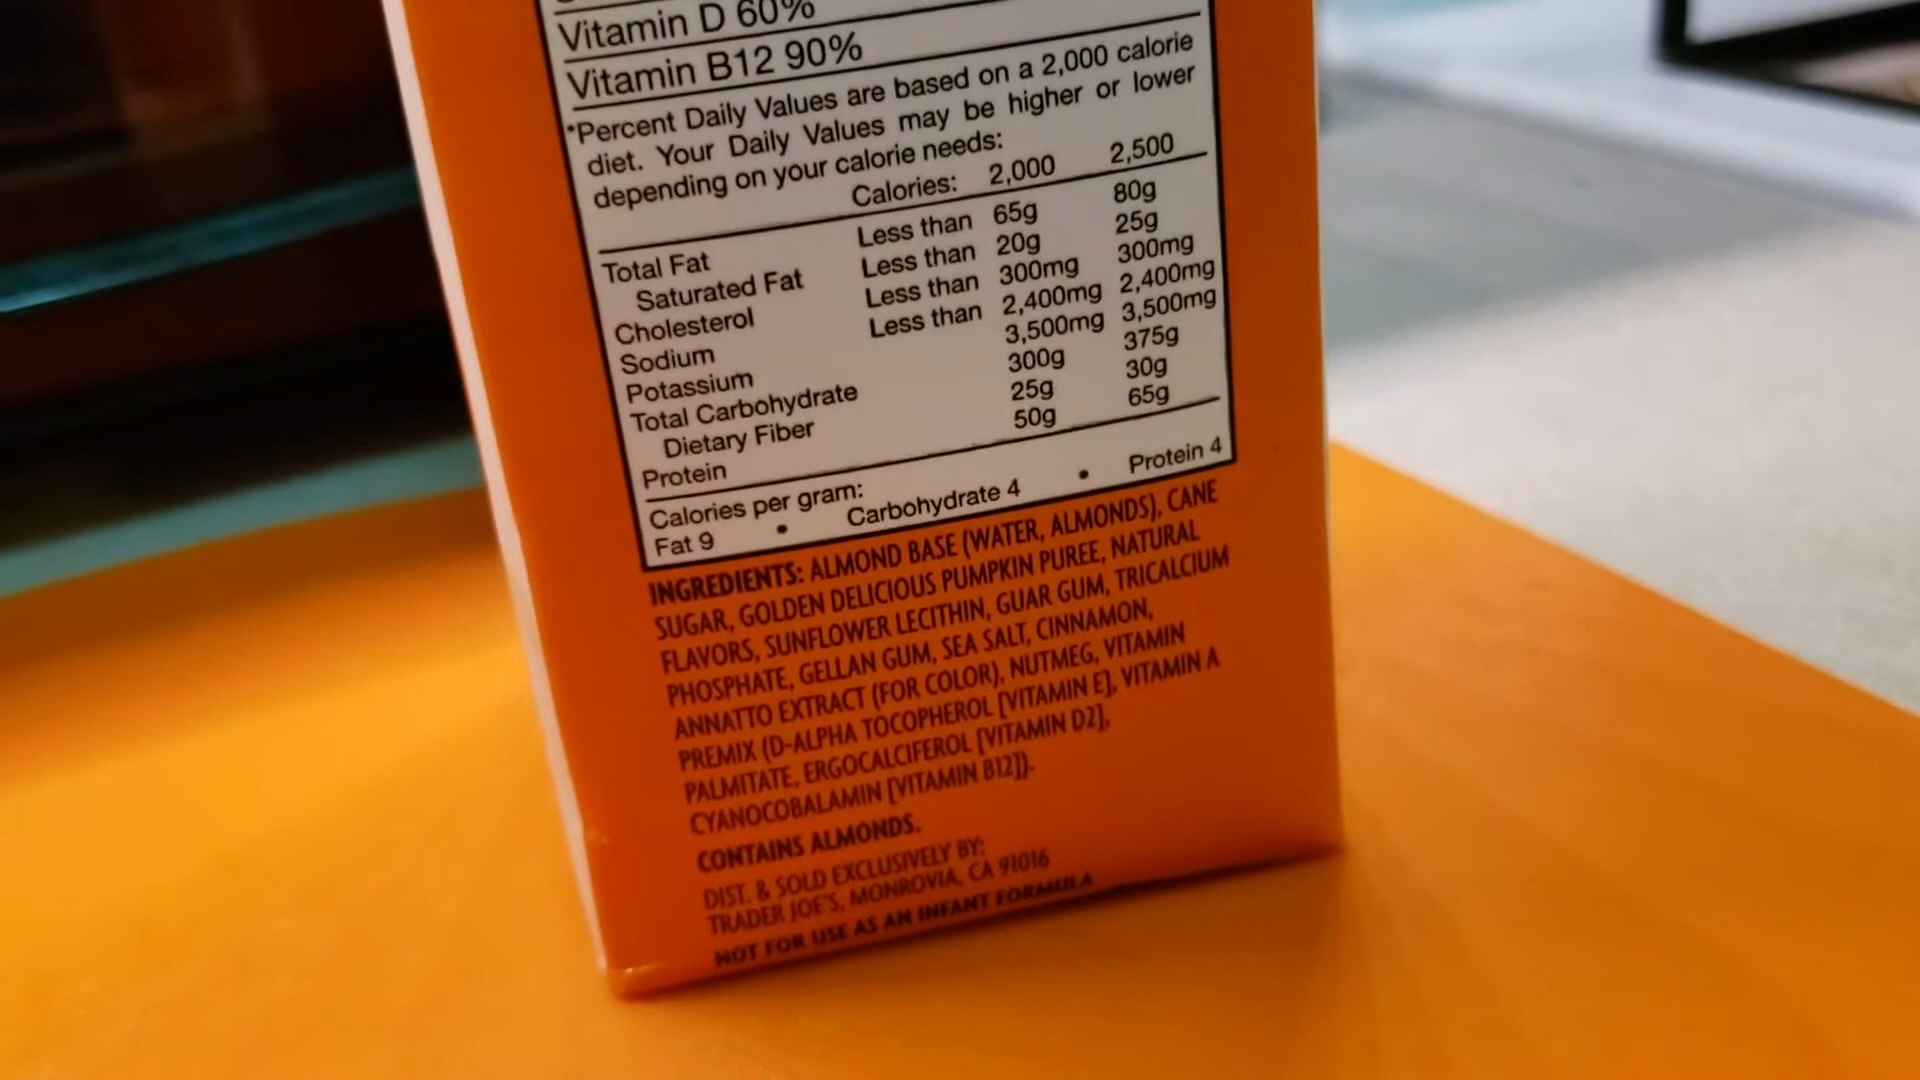 Vitamin D 60%
Vitamin B12 90%
*Percent Daily Values are based on a 2,000 calorie
diet. Your Daily Values may be higher or lower
depending on your calorie needs:
Calories: 2,000 2,500
Total Fat Less than 65g 80g
Saturated Fat Less than 20g 25g
Cholesterol Less than 300mg 300mg
Sodium Less than 2,400mg 2,400mg
Potassium 3,500mg 3,500mg
Total Carbohydrate 300g 375g
Dietary Fiber 25g 30g
Protein 50g 65g
Calories per gram:
Fat 9 • Carbohydrate 4 • Protein 4
INGREDIENTS: ALMOND BASE (WATER, ALMONDS), CANE
SUGAR, GOLDEN DELICIOUS PUMPKIN PUREE, NATURAL
FLAVORS, SUNFLOWER LECITHIN, GUAR GUM, TRICALCIUM
PHOSPHATE, GELLAN GUM, SEA SALT, CINNAMON,
ANNATTO EXTRACT (FOR COLOR), NUTMEG, VITAMIN
PREMIX (D-ALPHA TOCOPHEROL [VITAMIN E], VITAMIN A
PALMITATE, ERGOCALCIFEROL [VITAMIN D2],
CYANOCOBALAMIN [VITAMIN B12]).
CONTAINS ALMONDS.
DIST. & SOLD EXCLUSIVELY BY:
TRADER JOE'S, MONROVIA, CA 91016
NOT FOR USE AS AN INFANT FORMULA